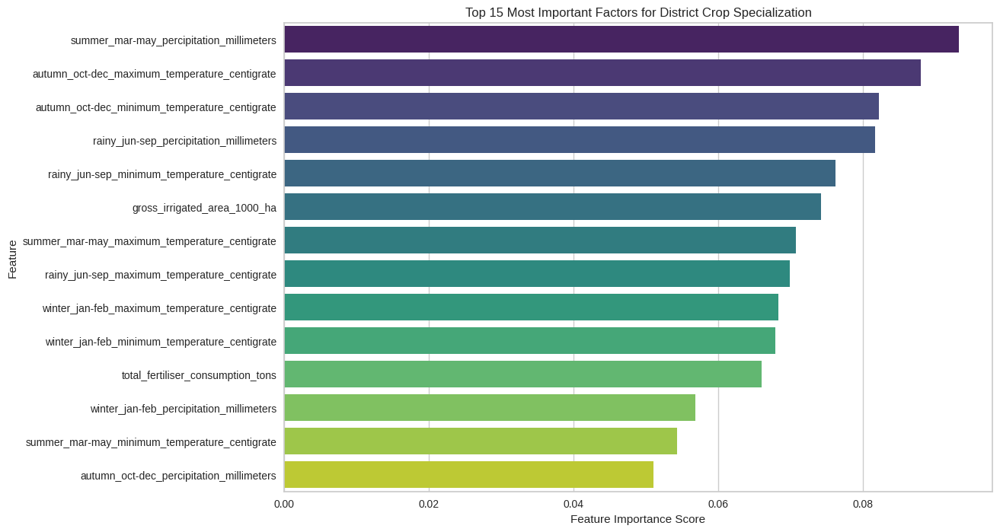 Top 15 Most Important Factors for District Crop Specialization
summer_mar-may_percipitation_millimeters
autumn_oct-dec_maximum_temperature_centigrate
autumn_oct-dec_minimum_temperature_centigrate
rainy_jun-sep_percipitation_millimeters
rainy_jun-sep_minimum_temperature_centigrate
gross_irrigated_area_1000_ha
summer_mar-may_maximum_temperature_centigrate
rainy_jun-sep_maximum_temperature_centigrate
winter_jan-feb_maximum_temperature_centigrate
winter_jan-feb_minimum_temperature_centigrate
total_fertiliser_consumption_tons
winter_jan-feb_percipitation_millimeters
summer_mar-may_minimum_temperature_centigrate
autumn_oct-dec_percipitation_millimeters
Feature
0.00 0.02 0.04 0.06 0.08
Feature Importance Score